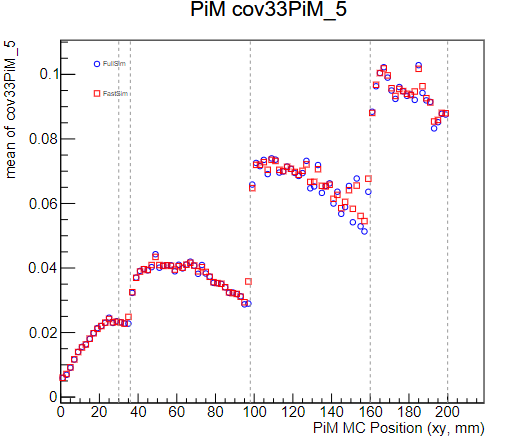 PiM cov33PiM_5
mean of cov33PiM_5
FullSim
FastSim
0.1
0.08
0.06
0.04
0.02
0
0 20 40 60 80 100 120 140 160 180 200
PiM MC Position (xy, mm)